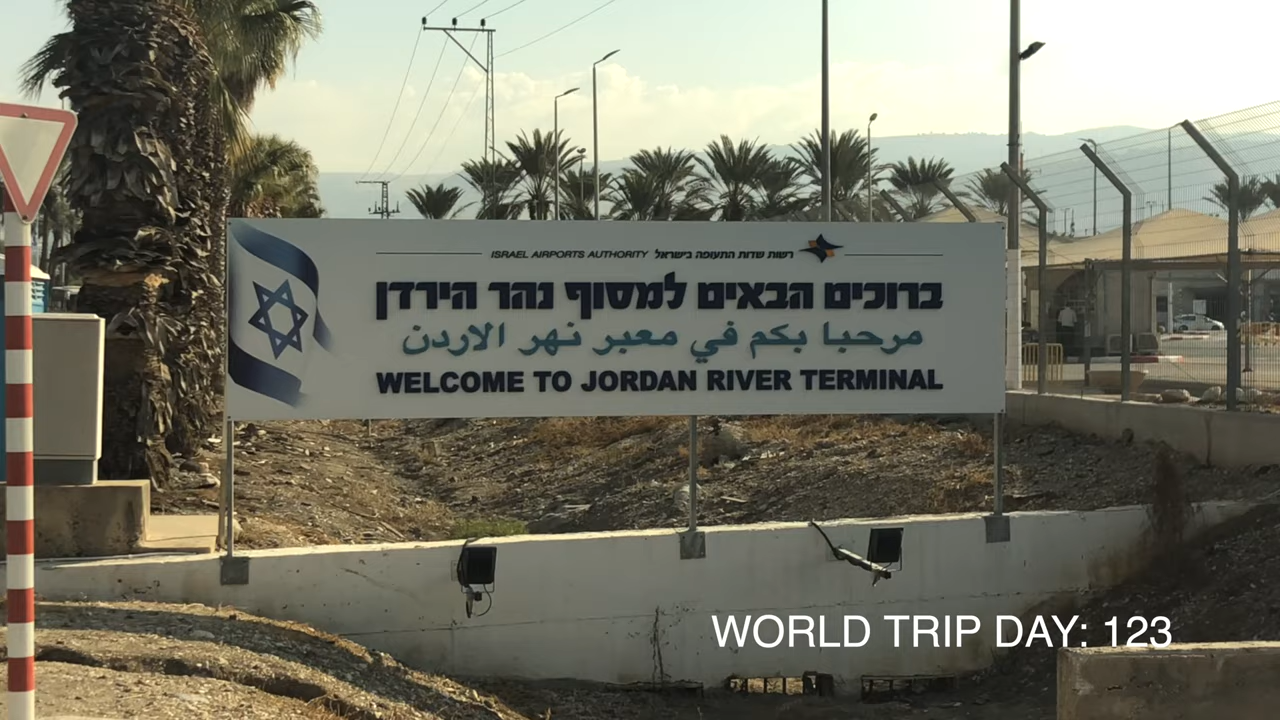 ISRAEL AIRPORTS AUTHORITY רשות שדות התעופה בישראל
ברוכים הבאים למסוף נהר הירדן
مرحبا بكم في معبر نهر الاردن
WELCOME TO JORDAN RIVER TERMINAL
WORLD TRIP DAY: 123